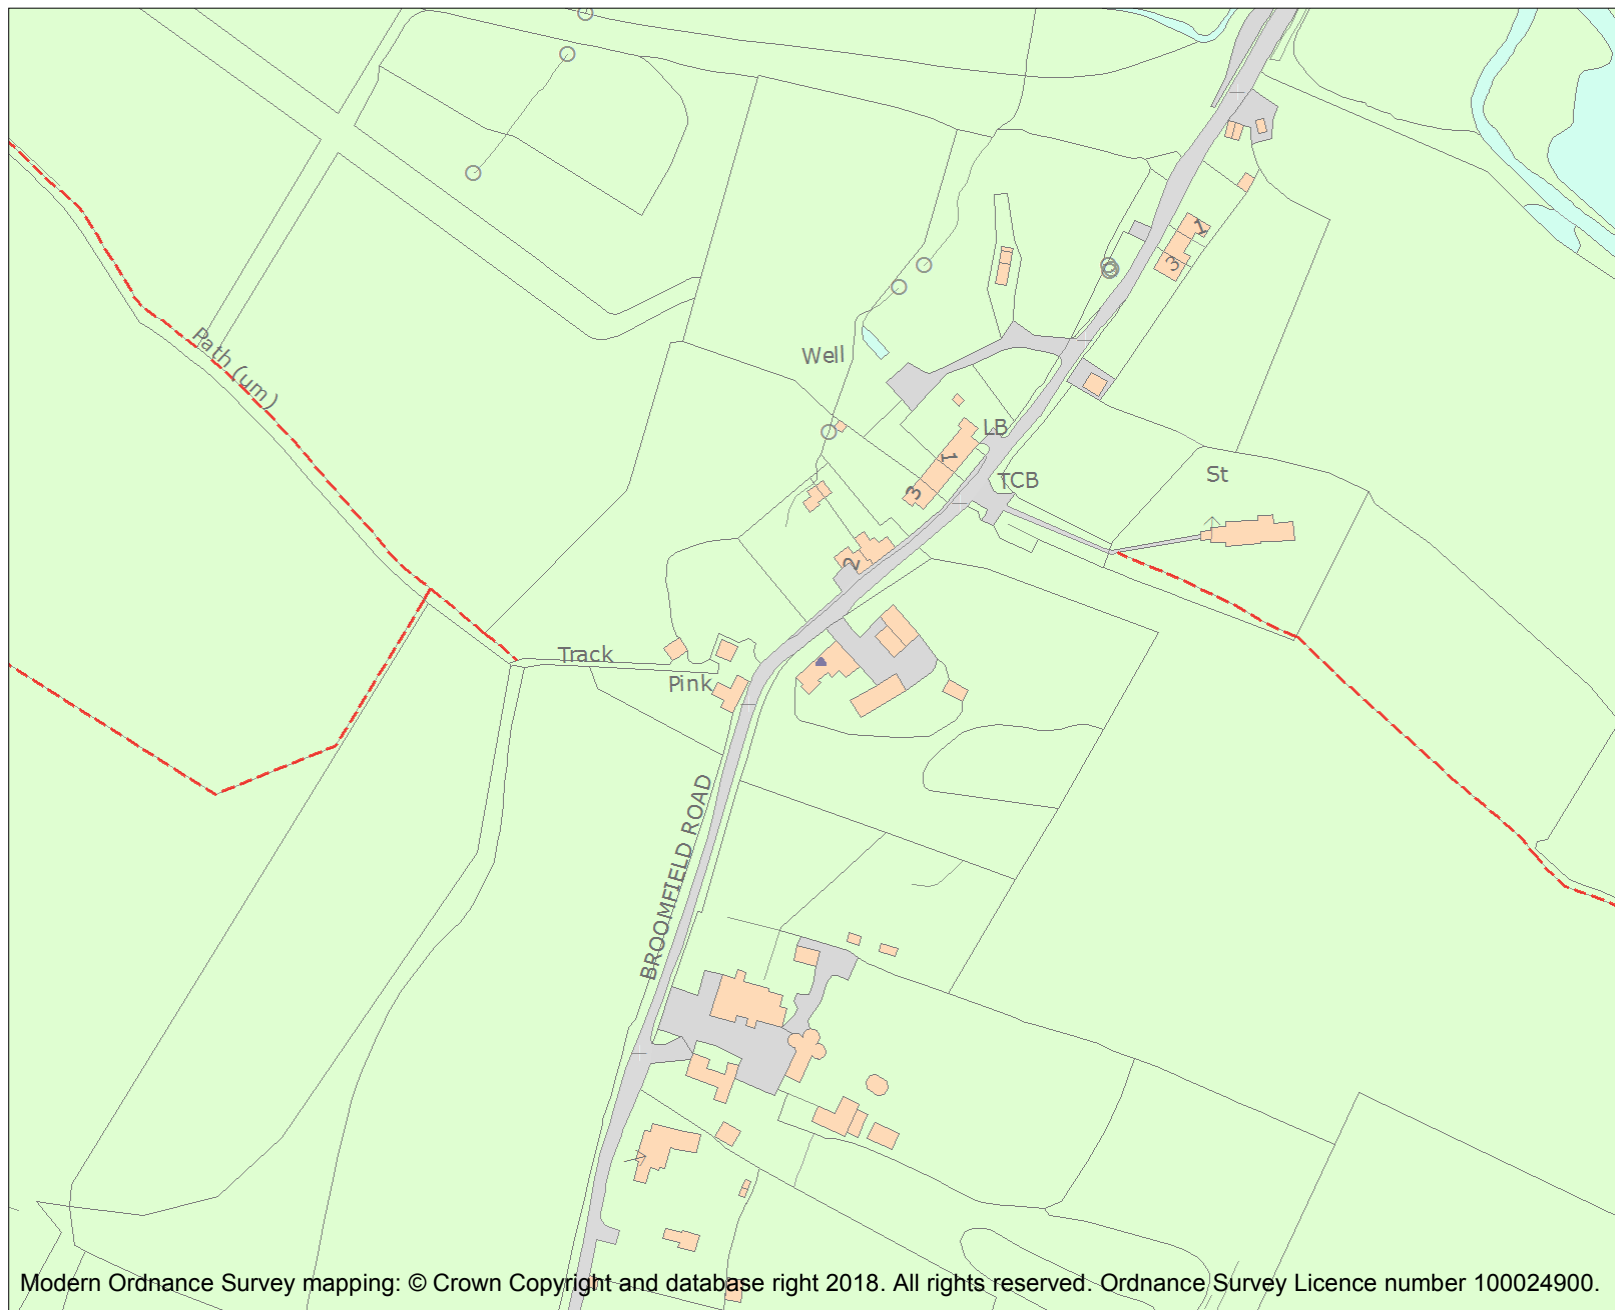 1
3
Path (um)
Well
LB
1
3
TCB
St
2
Track
Pink
BROOMFIELD ROAD
Modern Ordnance Survey mapping: © Crown Copyright and database right 2018. All rights reserved. Ordnance Survey Licence number 100024900.